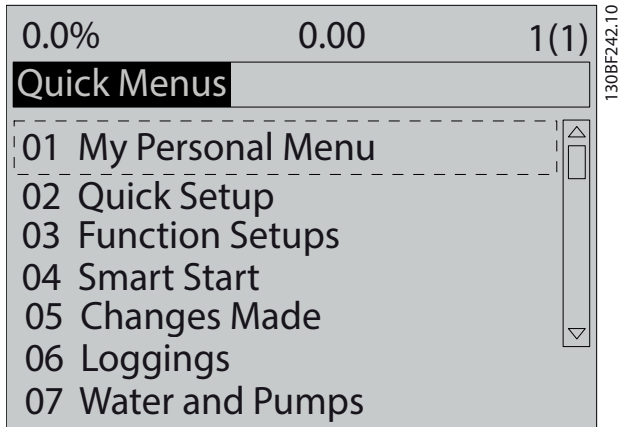 0.0% 0.00 1(1)
Quick Menus
01 My Personal Menu
02 Quick Setup
03 Function Setups
04 Smart Start
05 Changes Made
06 Loggings
07 Water and Pumps
130BF242.10